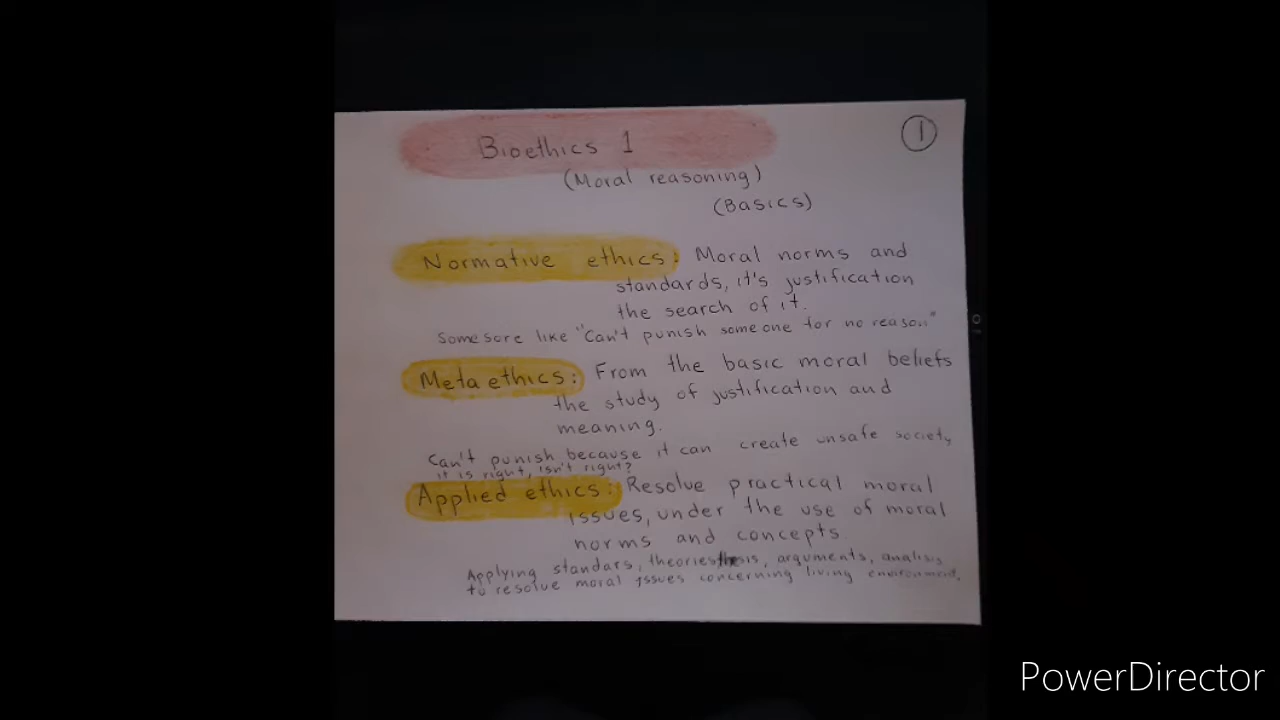 Bioethics 1
1
(Moral reasoning)
(Basics)
Normative ethics: Moral norms and
standards, it's justification
the search of it.
Somesore like "Can't punish someone for no reason"
Meta ethics: From the basic moral beliefs
the study of justification and
meaning.
Can't punish because it can create unsafe society
it is right, isn't right?
Applied ethics: Resolve practical moral
issues, under the use of moral
norms and concepts
Applying standars, theories, arguments, analisis
to resolve moral issues concerning living environment.
PowerDirector